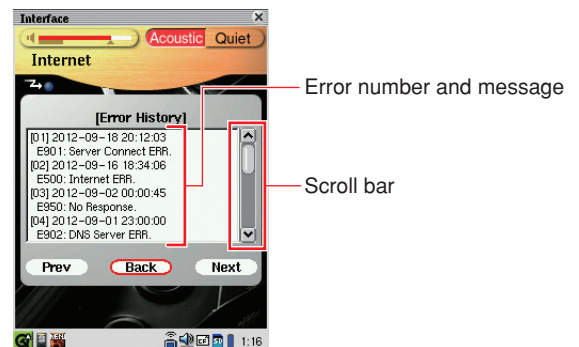 Interface
Acoustic Quiet
Internet
[Error History]
[01] 2012-09-18 20:12:03
E901: Server Connect ERR.
[02] 2012-09-16 18:34:06
E500: Internet ERR.
[03] 2012-09-02 00:00:45
E950: No Response.
[04] 2012-09-01 23:00:00
E902: DNS Server ERR.
Prev Back Next
CF SD 1:16
Error number and message
Scroll bar